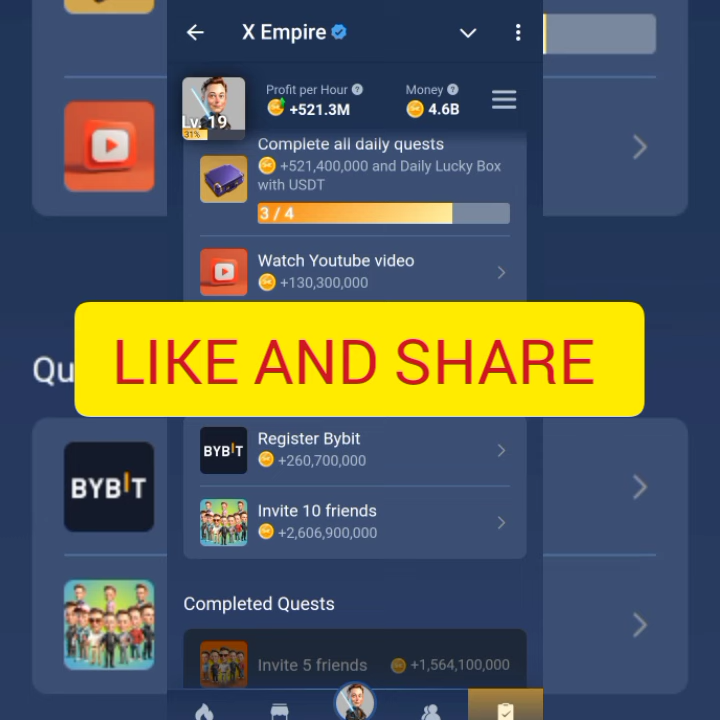 X Empire
Profit per Hour ?
Money ?
+521.3M
4.6B
Lv. 19
31%
Complete all daily quests
+521,400,000 and Daily Lucky Box
with USDT
3 / 4
Watch Youtube video
+130,300,000
Qu
LIKE AND SHARE
BYBIT
Register Bybit
+260,700,000
BYBIT
Invite 10 friends
+2,606,900,000
Completed Quests
Invite 5 friends
+1,564,100,000